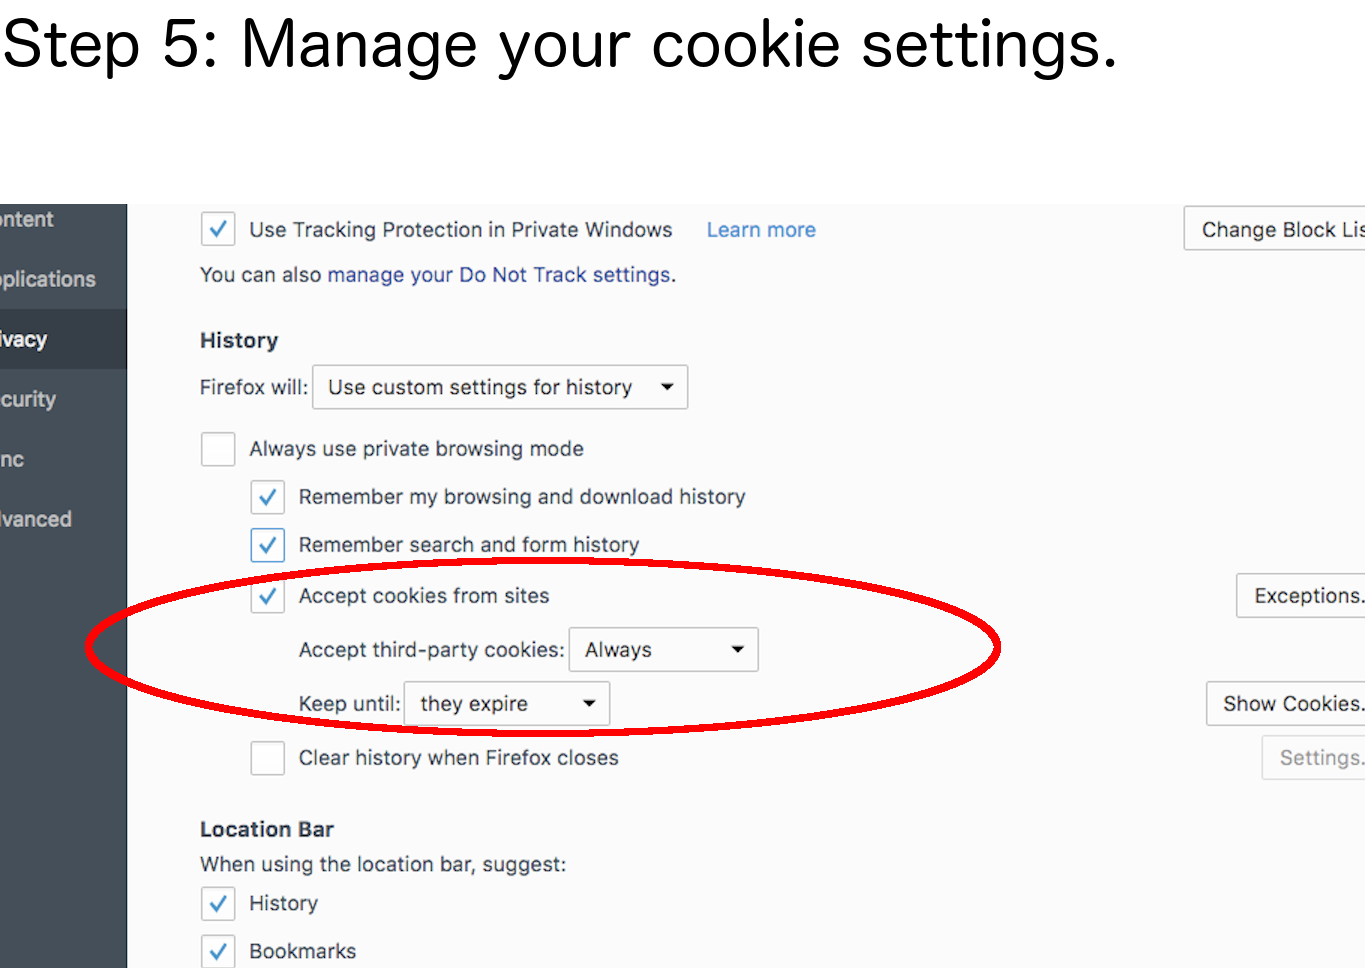 Step 5: Manage your cookie settings.
ontent
Use Tracking Protection in Private Windows Learn more Change Block Lis
plications
You can also manage your Do Not Track settings.
ivacy
History
Firefox will: Use custom settings for history
curity
Always use private browsing mode
nc
Remember my browsing and download history
dvanced
Remember search and form history
Accept cookies from sites Exceptions.
Accept third-party cookies: Always
Keep until: they expire Show Cookies.
Clear history when Firefox closes Settings.
Location Bar
When using the location bar, suggest:
History
Bookmarks